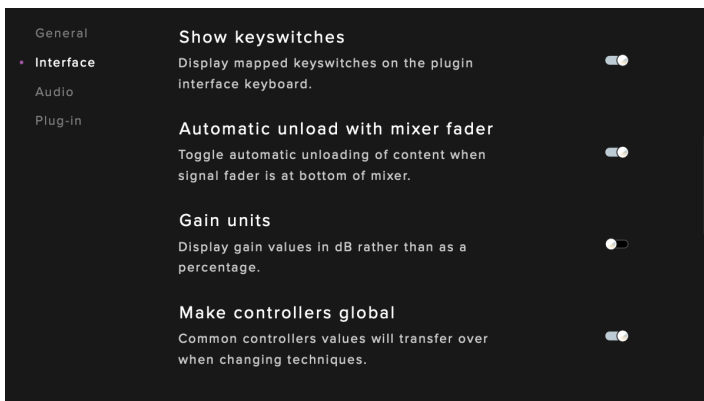 General
Interface
Audio
Plug-in
Show keyswitches
Display mapped keyswitches on the plugin
interface keyboard.
Automatic unload with mixer fader
Toggle automatic unloading of content when
signal fader is at bottom of mixer.
Gain units
Display gain values in dB rather than as a
percentage.
Make controllers global
Common controllers values will transfer over
when changing techniques.